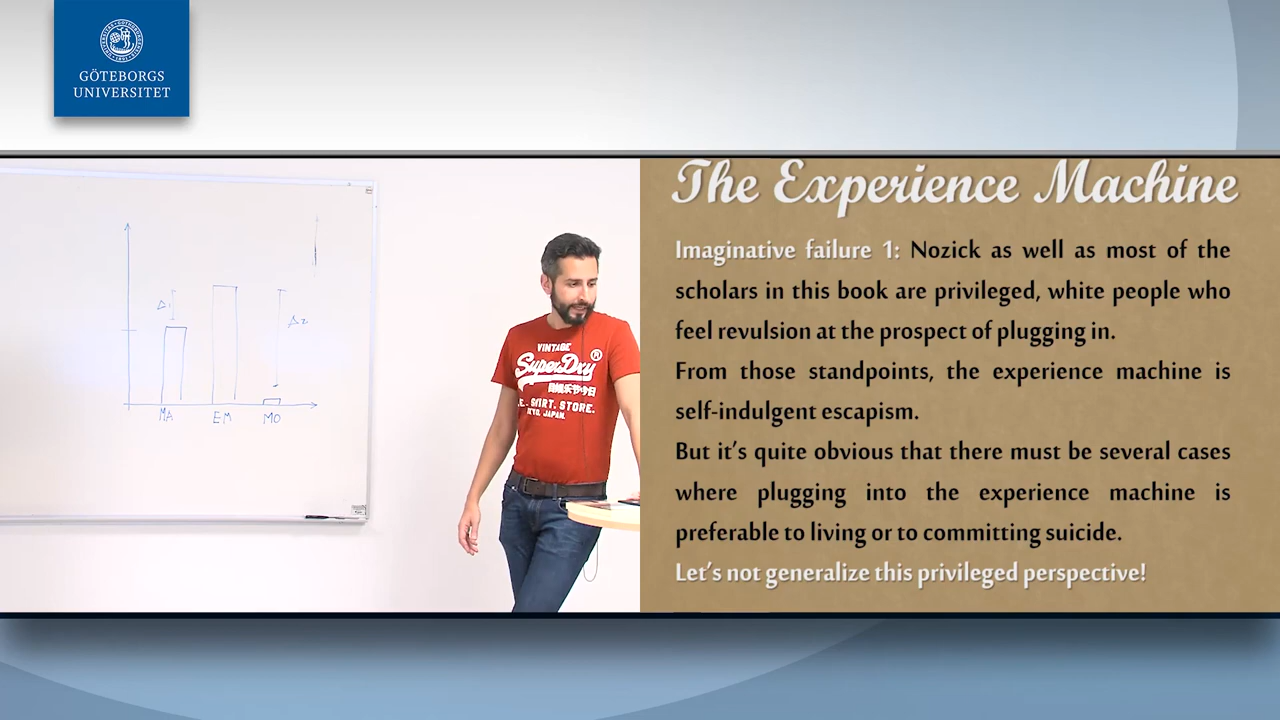 GÖTEBORGS
UNIVERSITET
The Experience Machine
Imaginative failure 1: Nozick as well as most of the
scholars in this book are privileged, white people who
feel revulsion at the prospect of plugging in.
From those standpoints, the experience machine is
self-indulgent escapism.
But it's quite obvious that there must be several cases
where plugging into the experience machine is
preferable to living or to committing suicide.
Let's not generalize this privileged perspective!
Δ1
Δ2
MA EM MO
VINTAGE
SuperDry ®
SHIRT. STORE.
JAPAN.